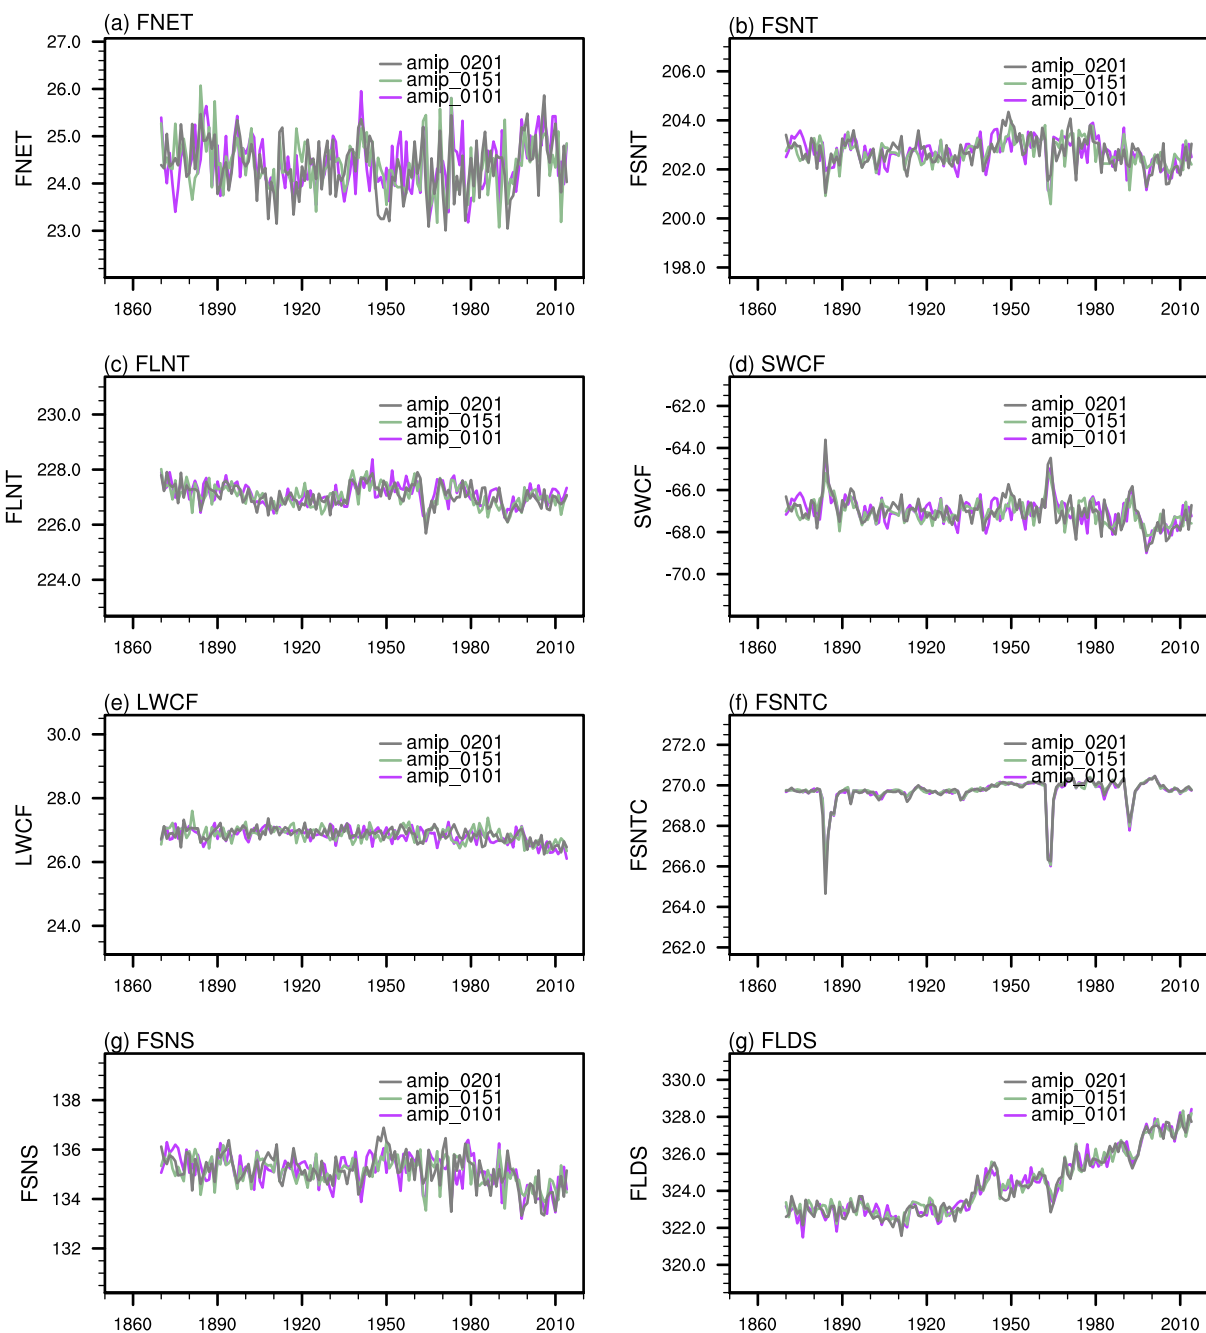 (a) FNET
27.0
26.0
25.0
24.0
23.0
FNET
amip_0201
amip_0151
amip_0101
1860 1890 1920 1950 1980 2010
(b) FSNT
206.0
204.0
202.0
200.0
198.0
FSNT
amip_0201
amip_0151
amip_0101
1860 1890 1920 1950 1980 2010
(c) FLNT
230.0
228.0
226.0
224.0
FLNT
amip_0201
amip_0151
amip_0101
1860 1890 1920 1950 1980 2010
(d) SWCF
-62.0
-64.0
-66.0
-68.0
-70.0
SWCF
amip_0201
amip_0151
amip_0101
1860 1890 1920 1950 1980 2010
(e) LWCF
30.0
28.0
26.0
24.0
LWCF
amip_0201
amip_0151
amip_0101
1860 1890 1920 1950 1980 2010
(f) FSNTC
272.0
270.0
268.0
266.0
264.0
262.0
FSNTC
amip_0201
amip_0151
amip_0101
1860 1890 1920 1950 1980 2010
(g) FSNS
138
136
134
132
FSNS
amip_0201
amip_0151
amip_0101
1860 1890 1920 1950 1980 2010
(g) FLDS
330.0
328.0
326.0
324.0
322.0
320.0
FLDS
amip_0201
amip_0151
amip_0101
1860 1890 1920 1950 1980 2010